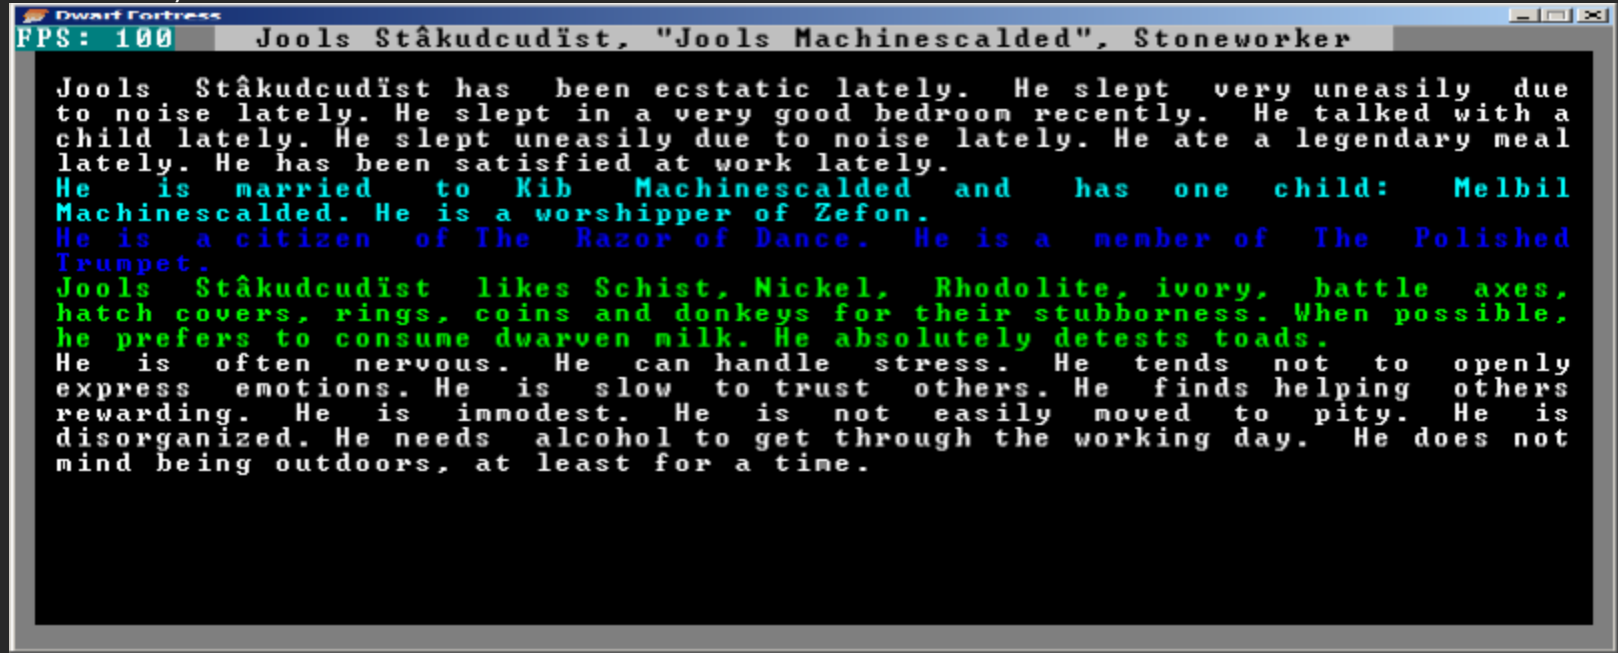 Dwarf Fortress
FPS: 100 Jools Stâkudcudïst, "Jools Machinescalded", Stoneworker
Jools Stâkudcudïst has been ecstatic lately. He slept very uneasily due
to noise lately. He slept in a very good bedroom recently. He talked with a
child lately. He slept uneasily due to noise lately. He ate a legendary meal
lately. He has been satisfied at work lately.
He is married to Kib Machinescalded and has one child: Melbil
Machinescalded. He is a worshipper of Zefon.
He is a citizen of The Razor of Dance. He is a member of The Polished
Trumpet.
Jools Stâkudcudïst likes Schist, Nickel, Rhodolite, ivory, battle axes,
hatch covers, rings, coins and donkeys for their stubborness. When possible,
he prefers to consume dwarven milk. He absolutely detests toads.
He is often nervous. He can handle stress. He tends not to openly
express emotions. He is slow to trust others. He finds helping others
rewarding. He is immodest. He is not easily moved to pity. He is
disorganized. He needs alcohol to get through the working day. He does not
mind being outdoors, at least for a time.